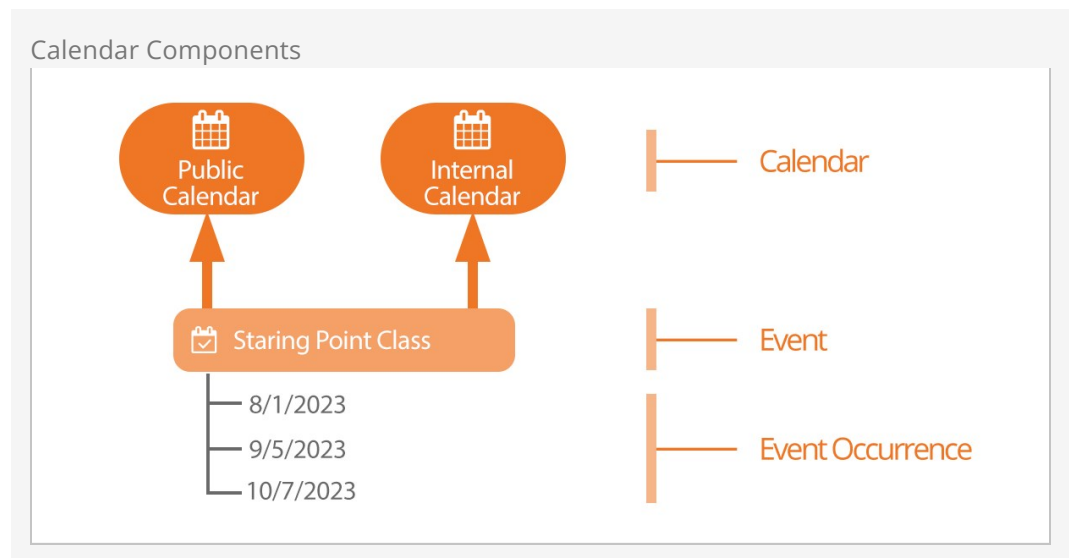 Calendar Components
Public
Calendar
Internal
Calendar
Calendar
Staring Point Class
Event
8/1/2023
9/5/2023
10/7/2023
Event Occurrence